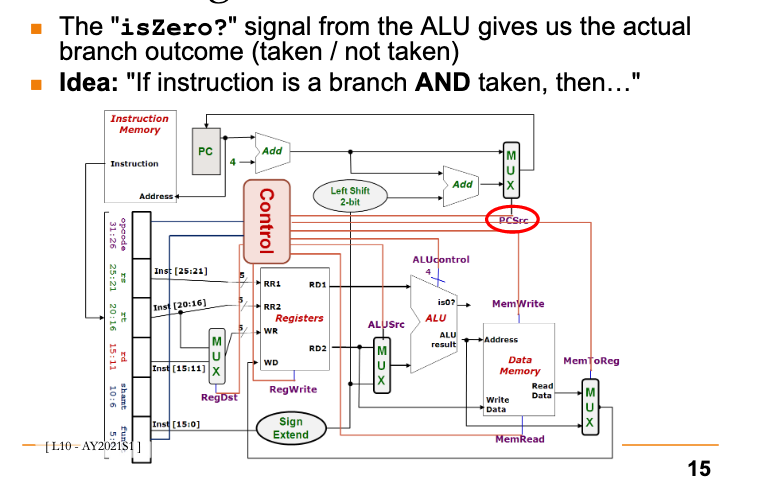 The "isZero?" signal from the ALU gives us the actual
branch outcome (taken / not taken)
Idea: "If instruction is a branch AND taken, then…"
Instruction
Memory
Instruction
Address
PC
4
Add
Left Shift
2-bit
Add
MUX
PCSrc
Control
opcode
31:26
rs
25:21
rt
20:16
rd
15:11
shamt
10:6
5:
Inst [25:21]
Inst [20:16]
Inst [15:11]
Inst [15:0]
5
5
5
MUX
RegDst
RR1
RR2
WR
WD
Registers
RD1
RD2
RegWrite
Sign
Extend
ALUSrc
MUX
ALUcontrol
4
is0?
ALU
ALU
result
MemWrite
Address
Data
Memory
Read
Data
Write
Data
MemRead
MemToReg
MUX
[ L10 - AY2021S1 ]
15